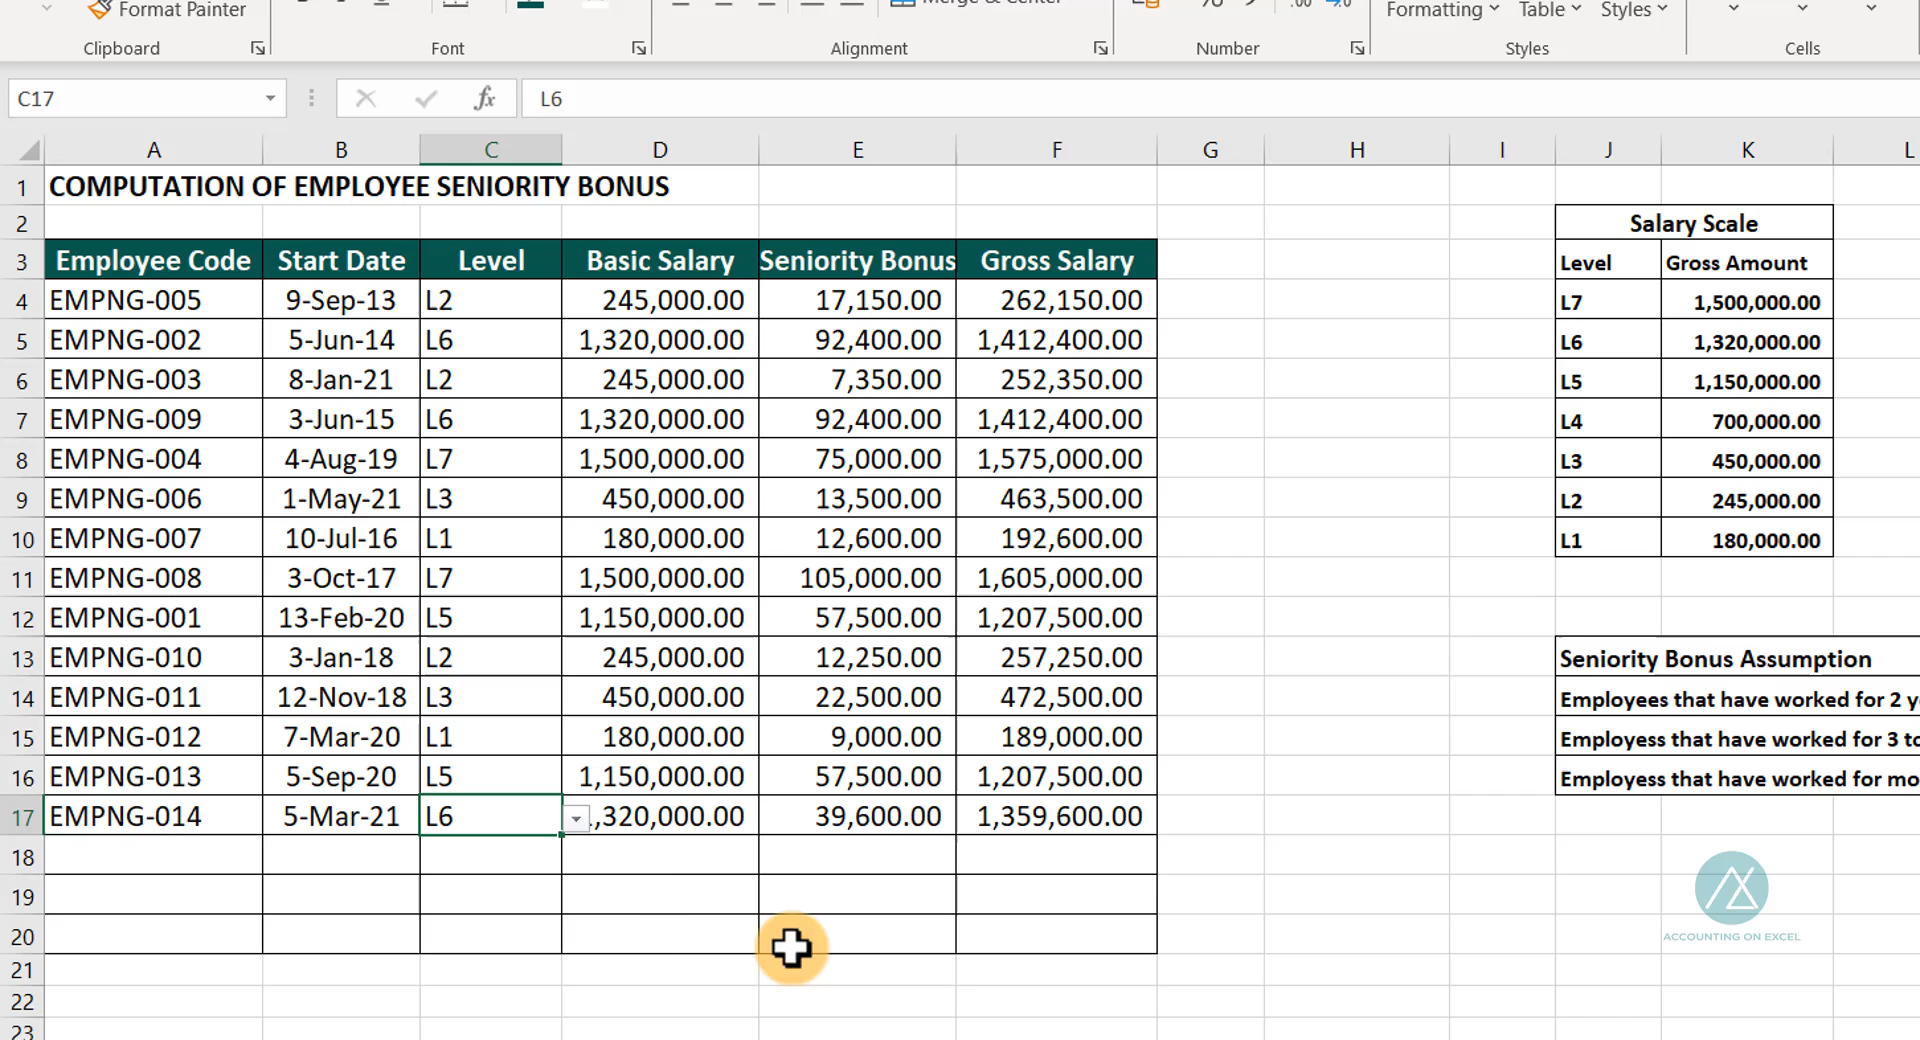 Format Painter
Merge & Center
Formatting Table Styles
Clipboard Font Alignment Number Styles Cells
C17 fx L6
A B C D E F G H I J K L
1 COMPUTATION OF EMPLOYEE SENIORITY BONUS
2 Salary Scale
3 Employee Code Start Date Level Basic Salary Seniority Bonus Gross Salary Level Gross Amount
4 EMPNG-005 9-Sep-13 L2 245,000.00 17,150.00 262,150.00 L7 1,500,000.00
5 EMPNG-002 5-Jun-14 L6 1,320,000.00 92,400.00 1,412,400.00 L6 1,320,000.00
6 EMPNG-003 8-Jan-21 L2 245,000.00 7,350.00 252,350.00 L5 1,150,000.00
7 EMPNG-009 3-Jun-15 L6 1,320,000.00 92,400.00 1,412,400.00 L4 700,000.00
8 EMPNG-004 4-Aug-19 L7 1,500,000.00 75,000.00 1,575,000.00 L3 450,000.00
9 EMPNG-006 1-May-21 L3 450,000.00 13,500.00 463,500.00 L2 245,000.00
10 EMPNG-007 10-Jul-16 L1 180,000.00 12,600.00 192,600.00 L1 180,000.00
11 EMPNG-008 3-Oct-17 L7 1,500,000.00 105,000.00 1,605,000.00
12 EMPNG-001 13-Feb-20 L5 1,150,000.00 57,500.00 1,207,500.00
13 EMPNG-010 3-Jan-18 L2 245,000.00 12,250.00 257,250.00 Seniority Bonus Assumption
14 EMPNG-011 12-Nov-18 L3 450,000.00 22,500.00 472,500.00 Employees that have worked for 2
15 EMPNG-012 7-Mar-20 L1 180,000.00 9,000.00 189,000.00 Employess that have worked for 3
16 EMPNG-013 5-Sep-20 L5 1,150,000.00 57,500.00 1,207,500.00 Employess that have worked for
17 EMPNG-014 5-Mar-21 L6 ,320,000.00 39,600.00 1,359,600.00
18
19
20
ACCOUNTING ON EXCEL
21
22
23